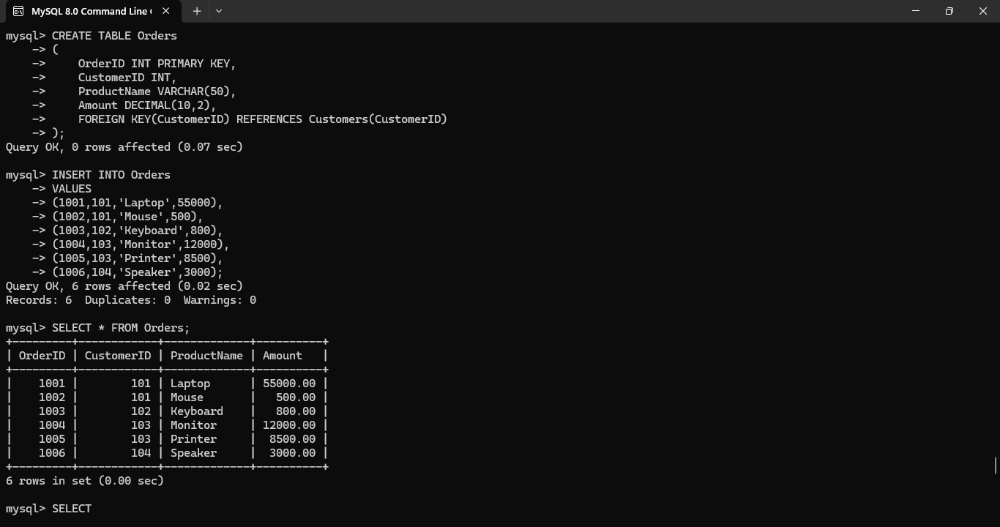 MySQL 8.0 Command Line
mysql> CREATE TABLE Orders
    -> (
    ->     OrderID INT PRIMARY KEY,
    ->     CustomerID INT,
    ->     ProductName VARCHAR(50),
    ->     Amount DECIMAL(10,2),
    ->     FOREIGN KEY(CustomerID) REFERENCES Customers(CustomerID)
    -> );
Query OK, 0 rows affected (0.07 sec)

mysql> INSERT INTO Orders
    -> VALUES
    -> (1001,101,'Laptop',55000),
    -> (1002,101,'Mouse',500),
    -> (1003,102,'Keyboard',800),
    -> (1004,103,'Monitor',12000),
    -> (1005,103,'Printer',8500),
    -> (1006,104,'Speaker',3000);
Query OK, 6 rows affected (0.02 sec)
Records: 6  Duplicates: 0  Warnings: 0

mysql> SELECT * FROM Orders;
+---------+------------+-------------+----------+
| OrderID | CustomerID | ProductName | Amount   |
+---------+------------+-------------+----------+
|    1001 |        101 | Laptop      | 55000.00 |
|    1002 |        101 | Mouse       |   500.00 |
|    1003 |        102 | Keyboard    |   800.00 |
|    1004 |        103 | Monitor     | 12000.00 |
|    1005 |        103 | Printer     |  8500.00 |
|    1006 |        104 | Speaker     |  3000.00 |
+---------+------------+-------------+----------+
6 rows in set (0.00 sec)

mysql> SELECT